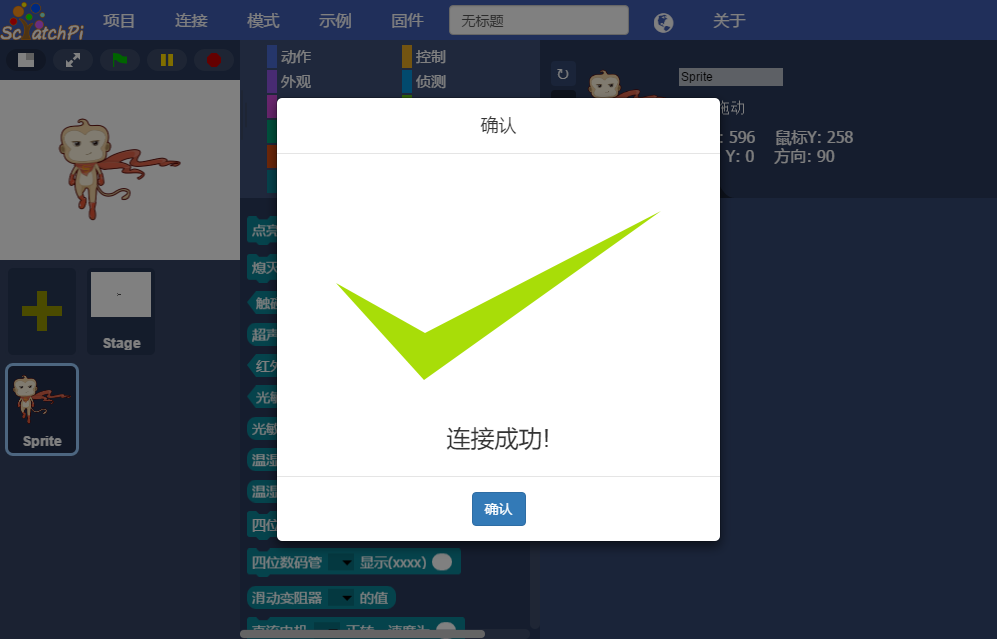 ScratchPi
项目 连接 模式 示例 固件 无标题 关于
动作 控制
外观 侦测
确认
Sprite
拖动
: 596 鼠标Y: 258
Y: 0 方向: 90
点亮
熄灭
超声
红外
光敏
光敏
温湿
温湿
四位
Stage
Sprite
连接成功!
确认
四位数码管 显示(xxxx)
滑动变阻器 的值